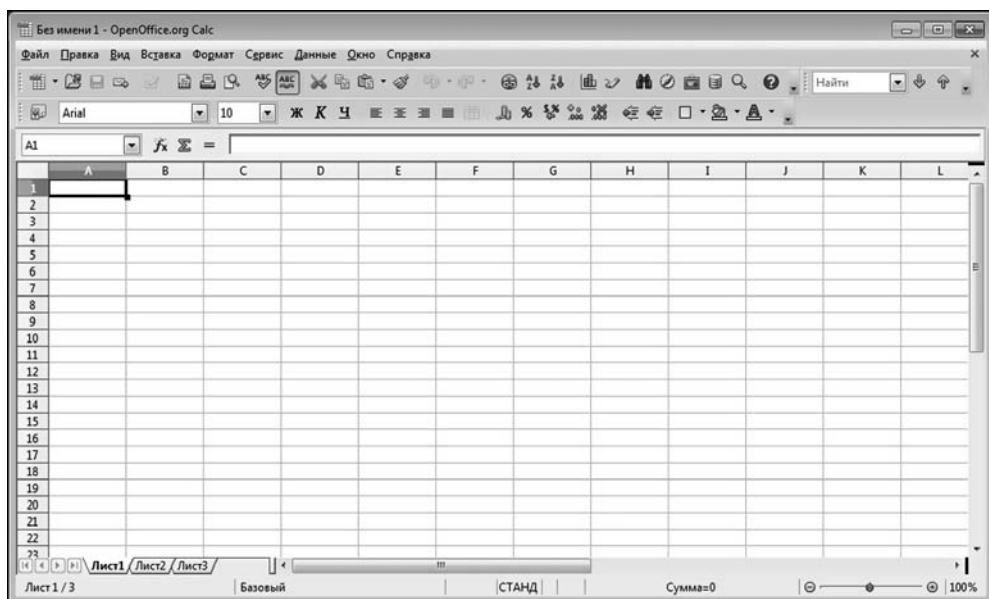 Без имени 1 - OpenOffice.org Calc
Файл Правка Вид Вставка Формат Сервис Данные Окно Справка
Найти
Arial 10 Ж К Ч
A1 fx Σ =
A B C D E F G H I J K L
1
2
3
4
5
6
7
8
9
10
11
12
13
14
15
16
17
18
19
20
21
22
23
Лист1 Лист2 Лист3
Лист 1 / 3 Базовый СТАНД Сумма=0 100%